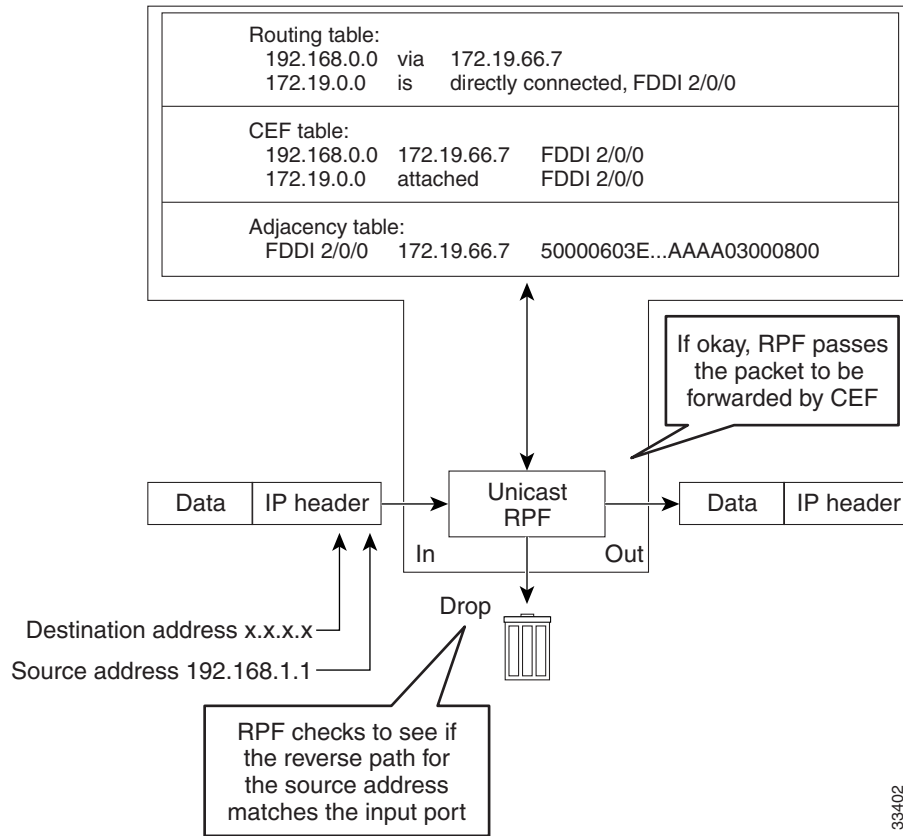 Routing table:
192.168.0.0 via 172.19.66.7
172.19.0.0 is directly connected, FDDI 2/0/0
CEF table:
192.168.0.0 172.19.66.7 FDDI 2/0/0
172.19.0.0 attached FDDI 2/0/0
Adjacency table:
FDDI 2/0/0 172.19.66.7 50000603E...AAAA03000800
If okay, RPF passes
the packet to be
forwarded by CEF
Data IP header
Unicast
RPF
Data IP header
In Out
Drop
Destination address x.x.x.x
Source address 192.168.1.1
RPF checks to see if
the reverse path for
the source address
matches the input port
33402